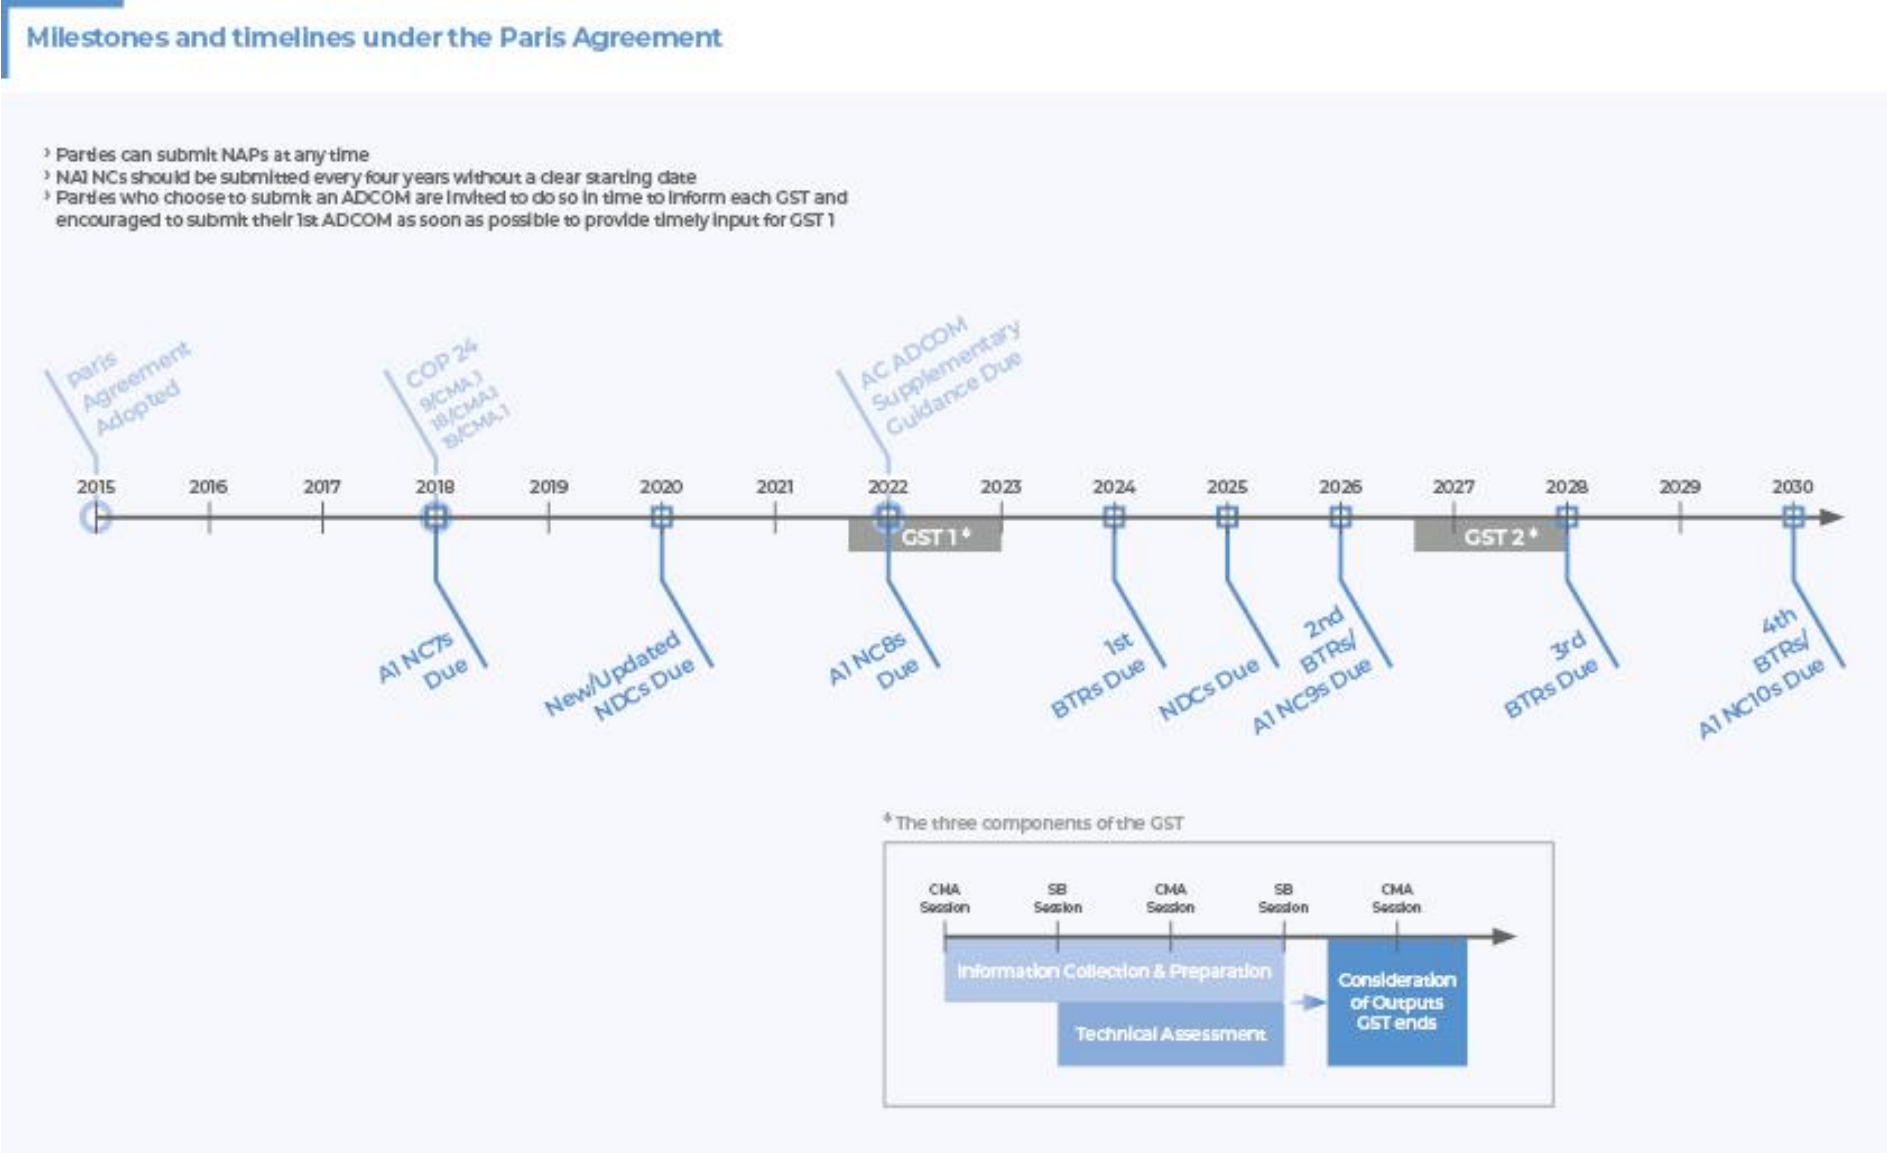 Milestones and timelines under the Paris Agreement
› Parties can submit NAPs at any time
› NA1 NCs should be submitted every four years without a clear starting date
› Parties who choose to submit an ADCOM are invited to do so in time to inform each GST and
encouraged to submit their 1st ADCOM as soon as possible to provide timely input for GST 1
paris
Agreement
Adopted
COP 24
9/CMA.1
18/CMA.1
19/CMA.1
AC ADCOM
Supplementary
Guidance Due
2015 2016 2017 2018 2019 2020 2021 2022 2023 2024 2025 2026 2027 2028 2029 2030
GST 1*
GST 2*
A1 NC7s
Due
New/Updated
NDCs Due
A1 NC8s
Due
1st
BTRs Due
NDCs Due
2nd
BTRs/
A1 NC9s Due
3rd
BTRs Due
4th
BTRs/
A1 NC10s Due
* The three components of the GST
CMA
Session
SB
Session
CMA
Session
SB
Session
CMA
Session
Information Collection & Preparation
Technical Assessment
Consideration
of Outputs
GST ends